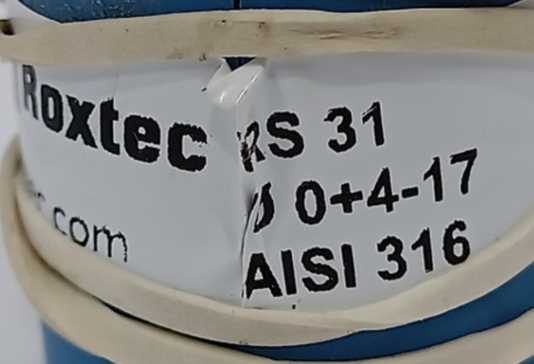 Roxtec
.com
RS 31
Ø 0+4-17
AISI 316